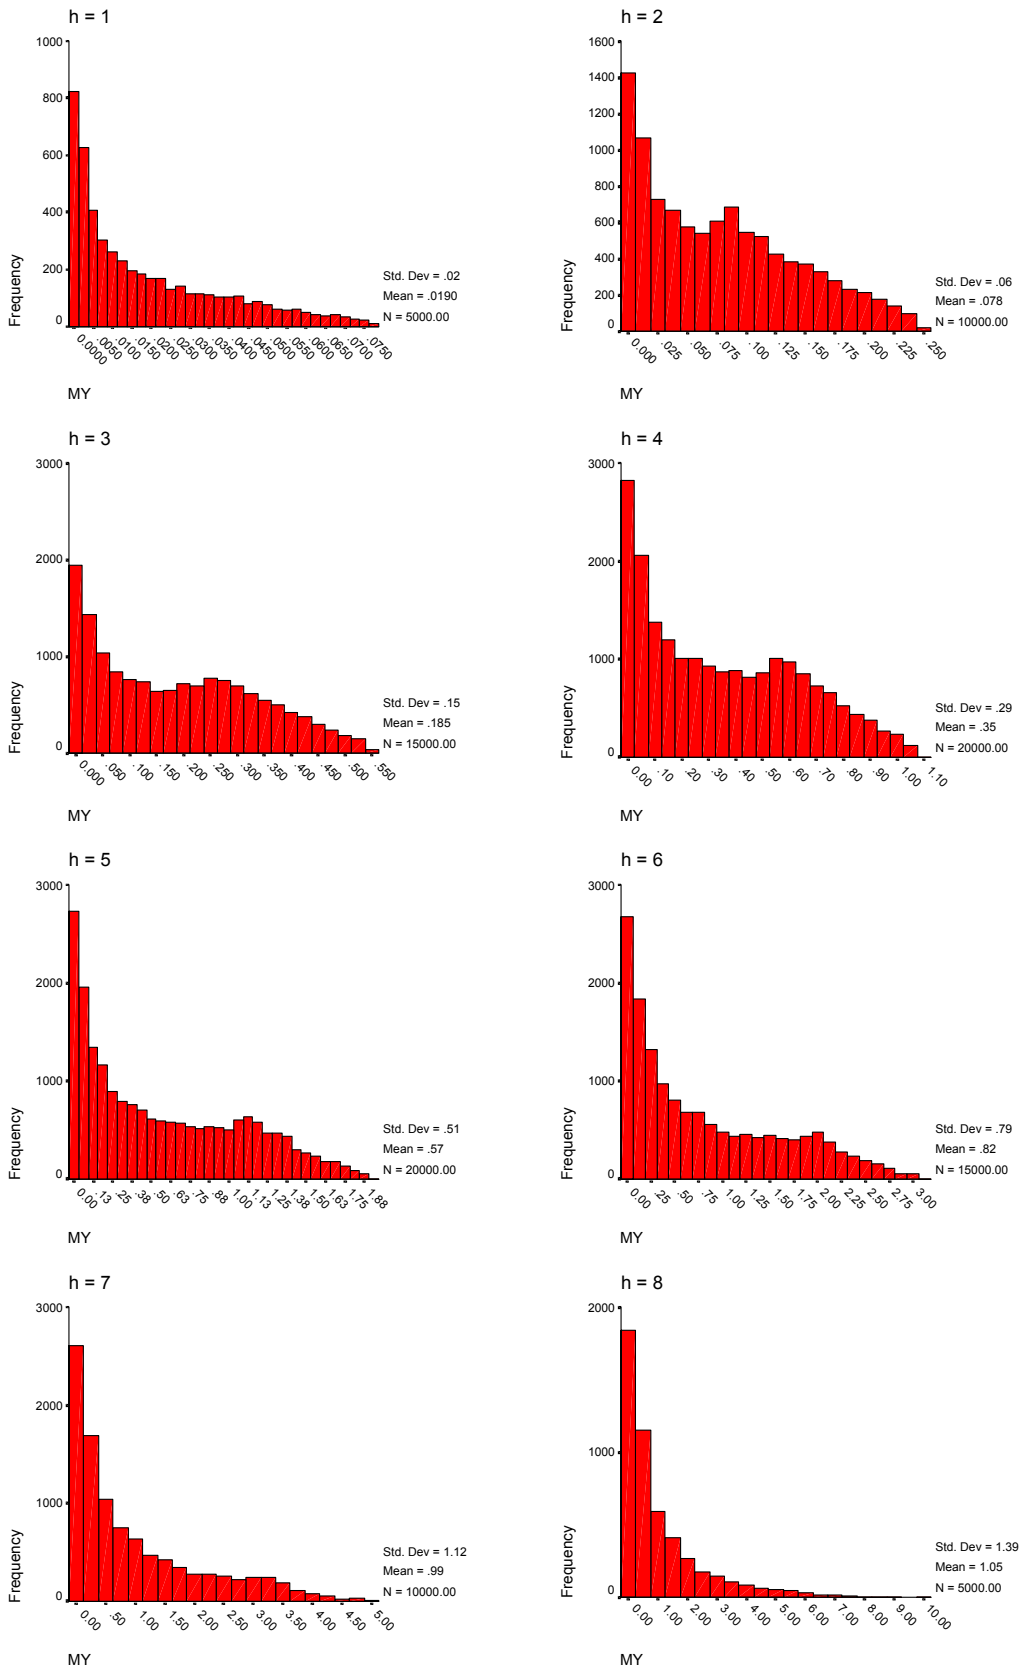 h = 1
1000
800
600
400
200
0
Frequency
0.0000
.0050
.0100
.0150
.0200
.0250
.0300
.0350
.0400
.0450
.0500
.0550
.0600
.0650
.0700
.0750
MY
Std. Dev = .02
Mean = .0190
N = 5000.00
h = 2
1600
1400
1200
1000
800
600
400
200
0
Frequency
0.000
.025
.050
.075
.100
.125
.150
.175
.200
.225
.250
MY
Std. Dev = .06
Mean = .078
N = 10000.00
h = 3
3000
2000
1000
0
Frequency
0.000
.050
.100
.150
.200
.250
.300
.350
.400
.450
.500
.550
MY
Std. Dev = .15
Mean = .185
N = 15000.00
h = 4
3000
2000
1000
0
Frequency
0.00
.10
.20
.30
.40
.50
.60
.70
.80
.90
1.00
1.10
MY
Std. Dev = .29
Mean = .35
N = 20000.00
h = 5
3000
2000
1000
0
Frequency
0.00
.13
.25
.38
.50
.63
.75
.88
1.00
1.13
1.25
1.38
1.50
1.63
1.75
1.88
MY
Std. Dev = .51
Mean = .57
N = 20000.00
h = 6
3000
2000
1000
0
Frequency
0.00
.25
.50
.75
1.00
1.25
1.50
1.75
2.00
2.25
2.50
2.75
3.00
MY
Std. Dev = .79
Mean = .82
N = 15000.00
h = 7
3000
2000
1000
0
Frequency
0.00
.50
1.00
1.50
2.00
2.50
3.00
3.50
4.00
4.50
5.00
MY
Std. Dev = 1.12
Mean = .99
N = 10000.00
h = 8
2000
1000
0
Frequency
0.00
1.00
2.00
3.00
4.00
5.00
6.00
7.00
8.00
9.00
10.00
MY
Std. Dev = 1.39
Mean = 1.05
N = 5000.00